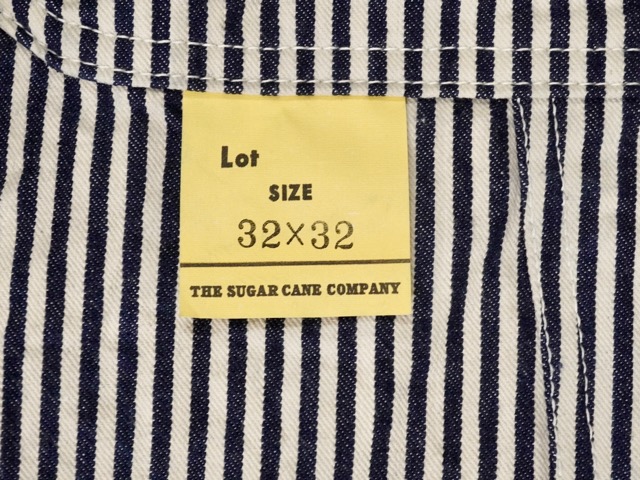 Lot
SIZE
32×32
THE SUGAR CANE COMPANY